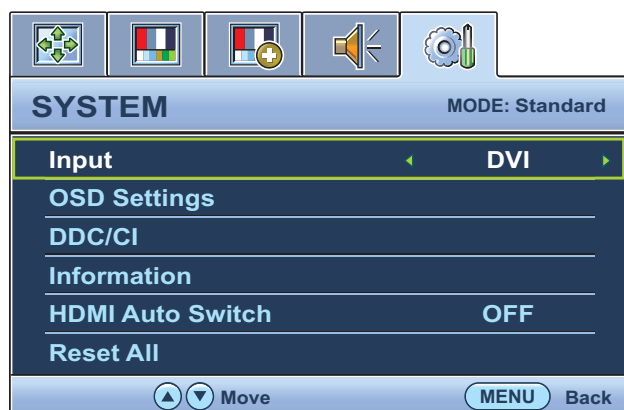 SYSTEM MODE: Standard
Input DVI
OSD Settings
DDC/CI
Information
HDMI Auto Switch OFF
Reset All
Move MENU Back